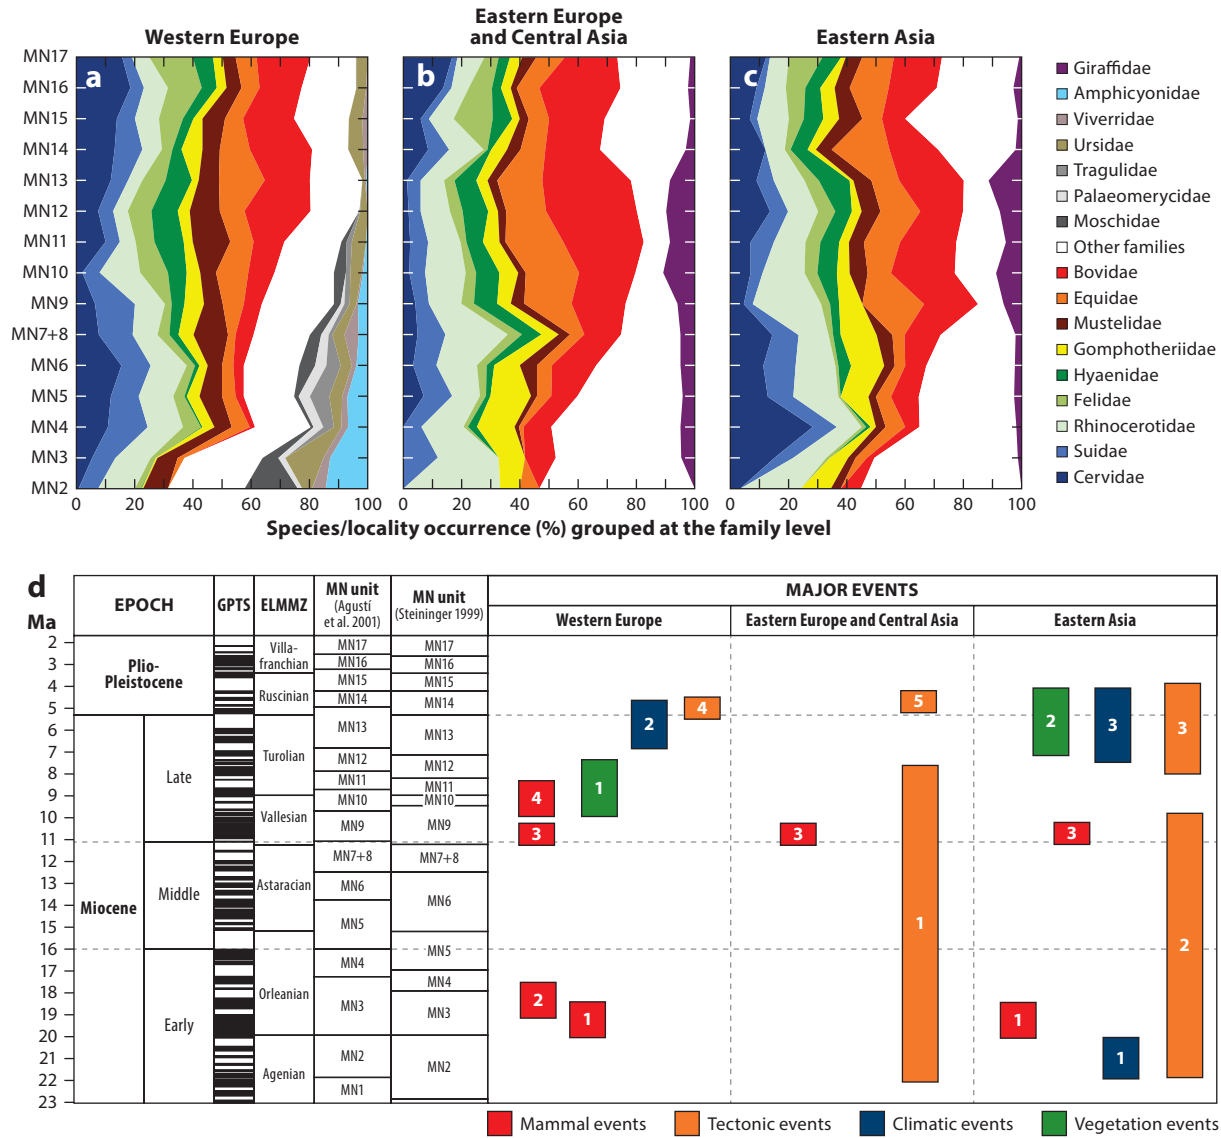 Western Europe
Eastern Europe
and Central Asia
Eastern Asia
a
b
c
MN17
MN16
MN15
MN14
MN13
MN12
MN11
MN10
MN9
MN7+8
MN6
MN5
MN4
MN3
MN2
0 20 40 60 80 100
0 20 40 60 80 100
0 20 40 60 80 100
Species/locality occurrence (%) grouped at the family level
Giraffidae
Amphicyonidae
Viverridae
Ursidae
Tragulidae
Palaeomerycidae
Moschidae
Other families
Bovidae
Equidae
Mustelidae
Gomphotheriidae
Hyaenidae
Felidae
Rhinocerotidae
Suidae
Cervidae
d
Ma
EPOCH
GPTS
ELMMZ
MN unit
(Agustí
et al. 2001)
MN unit
(Steininger 1999)
MAJOR EVENTS
Western Europe
Eastern Europe and Central Asia
Eastern Asia
2
3
4
5
6
7
8
9
10
11
12
13
14
15
16
17
18
19
20
21
22
23
Plio-
Pleistocene
Miocene
Late
Middle
Early
Villa-
franchian
Ruscinian
Turolian
Vallesian
Astaracian
Orleanian
Agenian
MN17
MN16
MN15
MN14
MN13
MN12
MN11
MN10
MN9
MN7+8
MN6
MN5
MN4
MN3
MN2
MN1
MN17
MN16
MN15
MN14
MN13
MN12
MN11
MN10
MN9
MN7+8
MN6
MN5
MN4
MN3
MN2
4
2
1
4
3
2
1
5
3
1
2
3
3
3
2
1
1
Mammal events
Tectonic events
Climatic events
Vegetation events